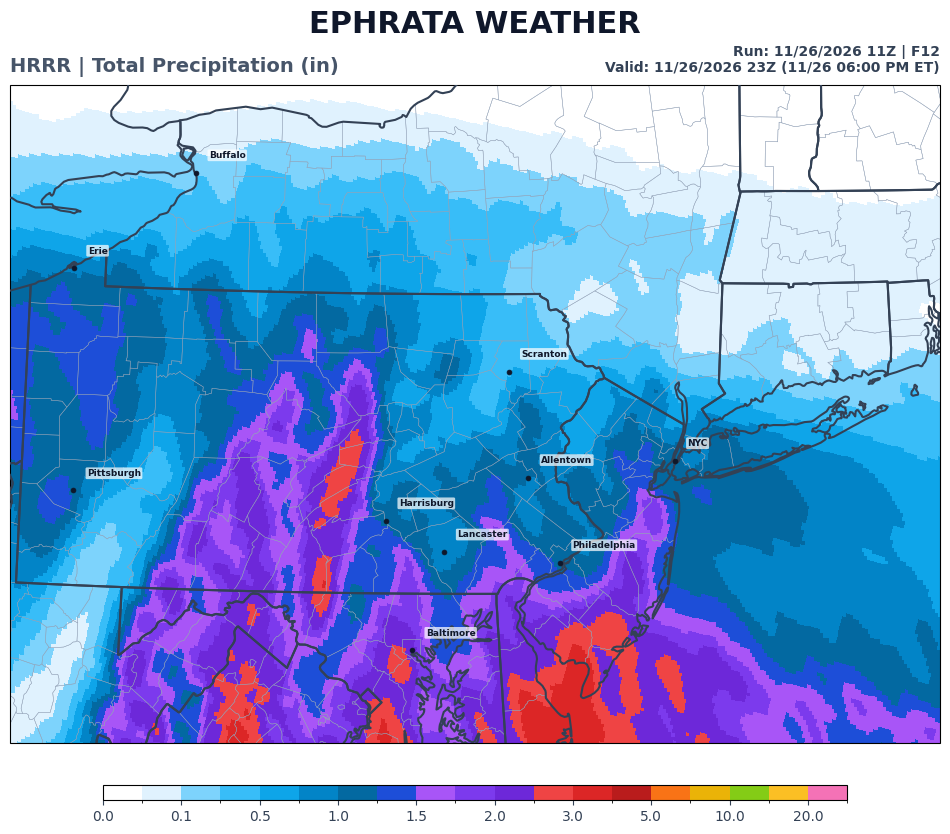 EPHRATA WEATHER
HRRR | Total Precipitation (in)
Run: 11/26/2026 11Z | F12
Valid: 11/26/2026 23Z (11/26 06:00 PM ET)
Buffalo
Erie
Scranton
NYC
Allentown
Pittsburgh
Harrisburg
Lancaster
Philadelphia
Baltimore
0.0 0.1 0.5 1.0 1.5 2.0 3.0 5.0 10.0 20.0